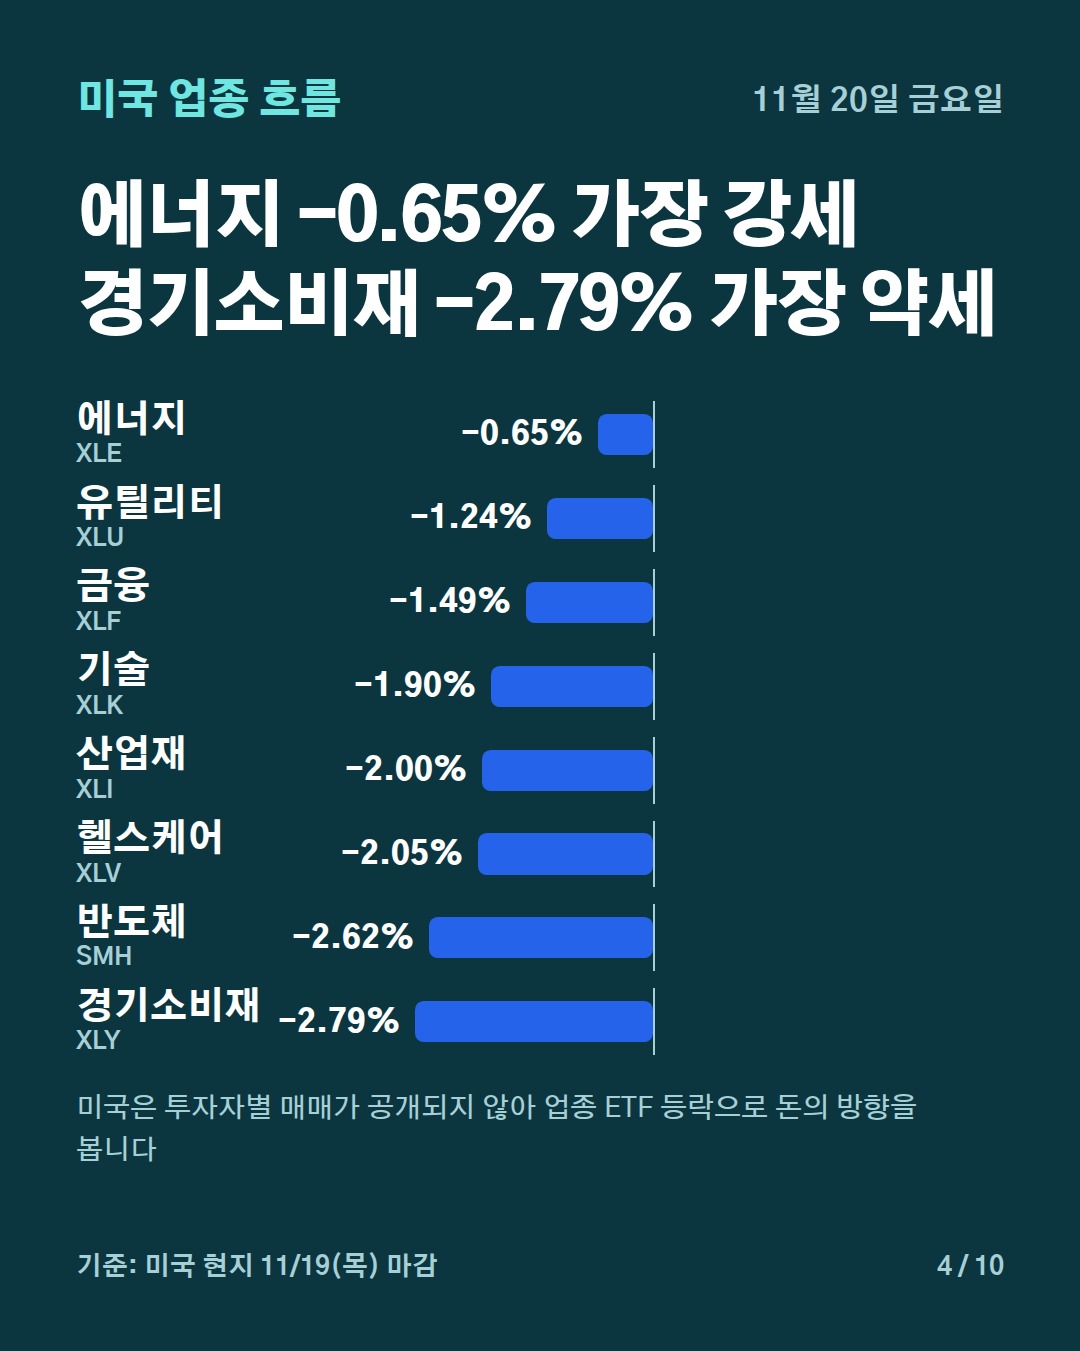 미국 업종 흐름
11월 20일 금요일
에너지 −0.65% 가장 강세
경기소비재 −2.79% 가장 약세
에너지
XLE
−0.65%
유틸리티
XLU
−1.24%
금융
XLF
−1.49%
기술
XLK
−1.90%
산업재
XLI
−2.00%
헬스케어
XLV
−2.05%
반도체
SMH
−2.62%
경기소비재
XLY
−2.79%
미국은 투자자별 매매가 공개되지 않아 업종 ETF 등락으로 돈의 방향을
봅니다
기준: 미국 현지 11/19(목) 마감
4 / 10